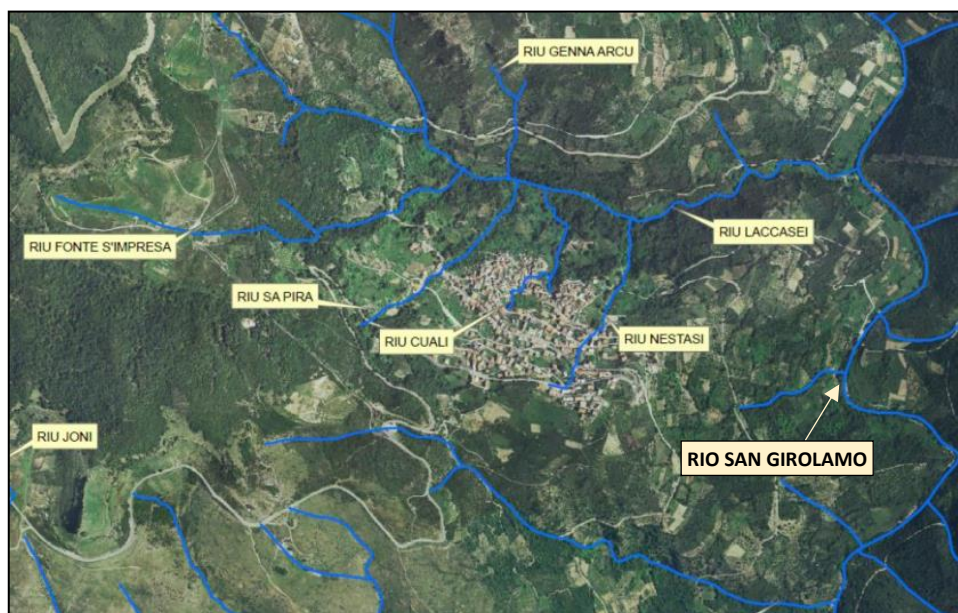 RIU GENNA ARCU
RIU FONTE S'IMPRESA
RIU LACCASEI
RIU SA PIRA
RIU CUALI
RIU NESTASI
RIU JONI
RIO SAN GIROLAMO